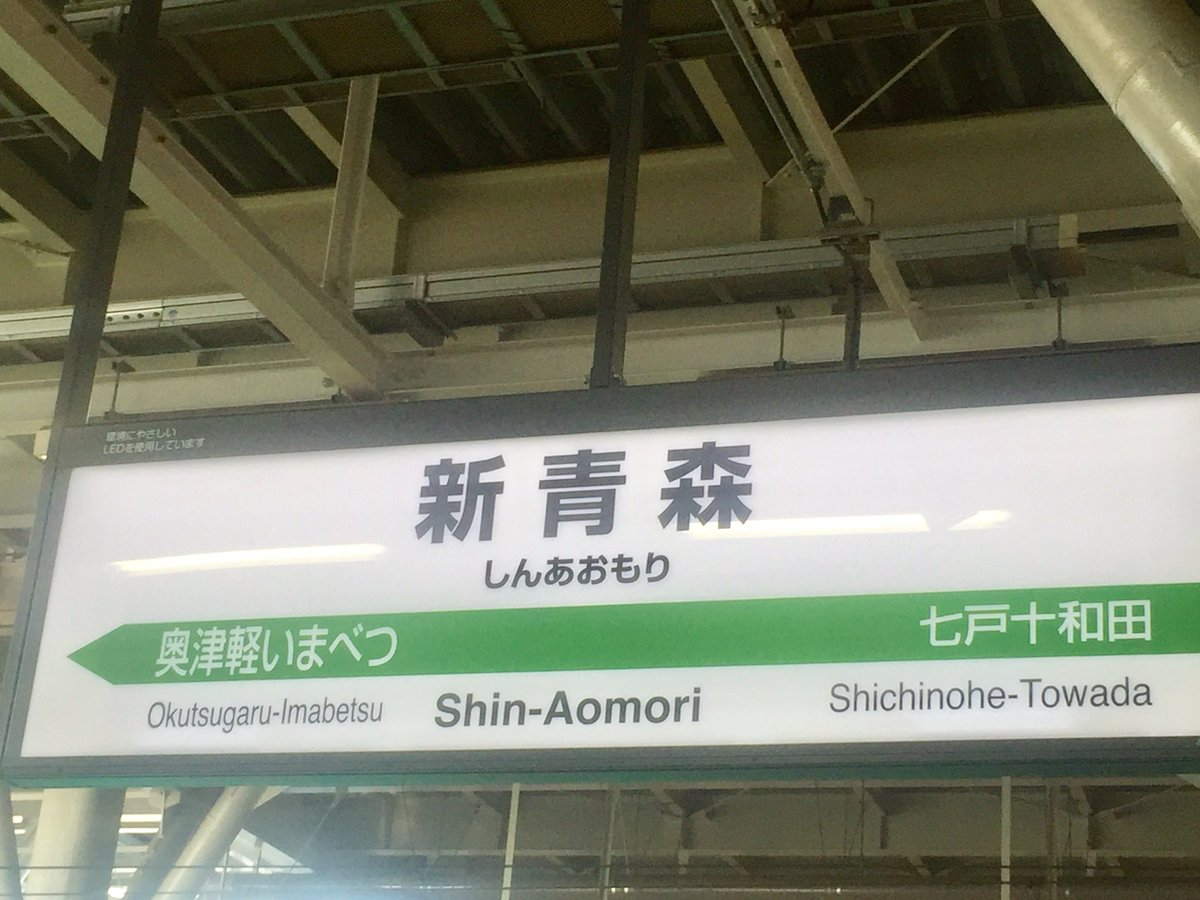 環境にやさしい
LEDを使用しています
新青森
しんあおもり
奥津軽いまべつ 七戸十和田
Okutsugaru-Imabetsu Shin-Aomori Shichinohe-Towada